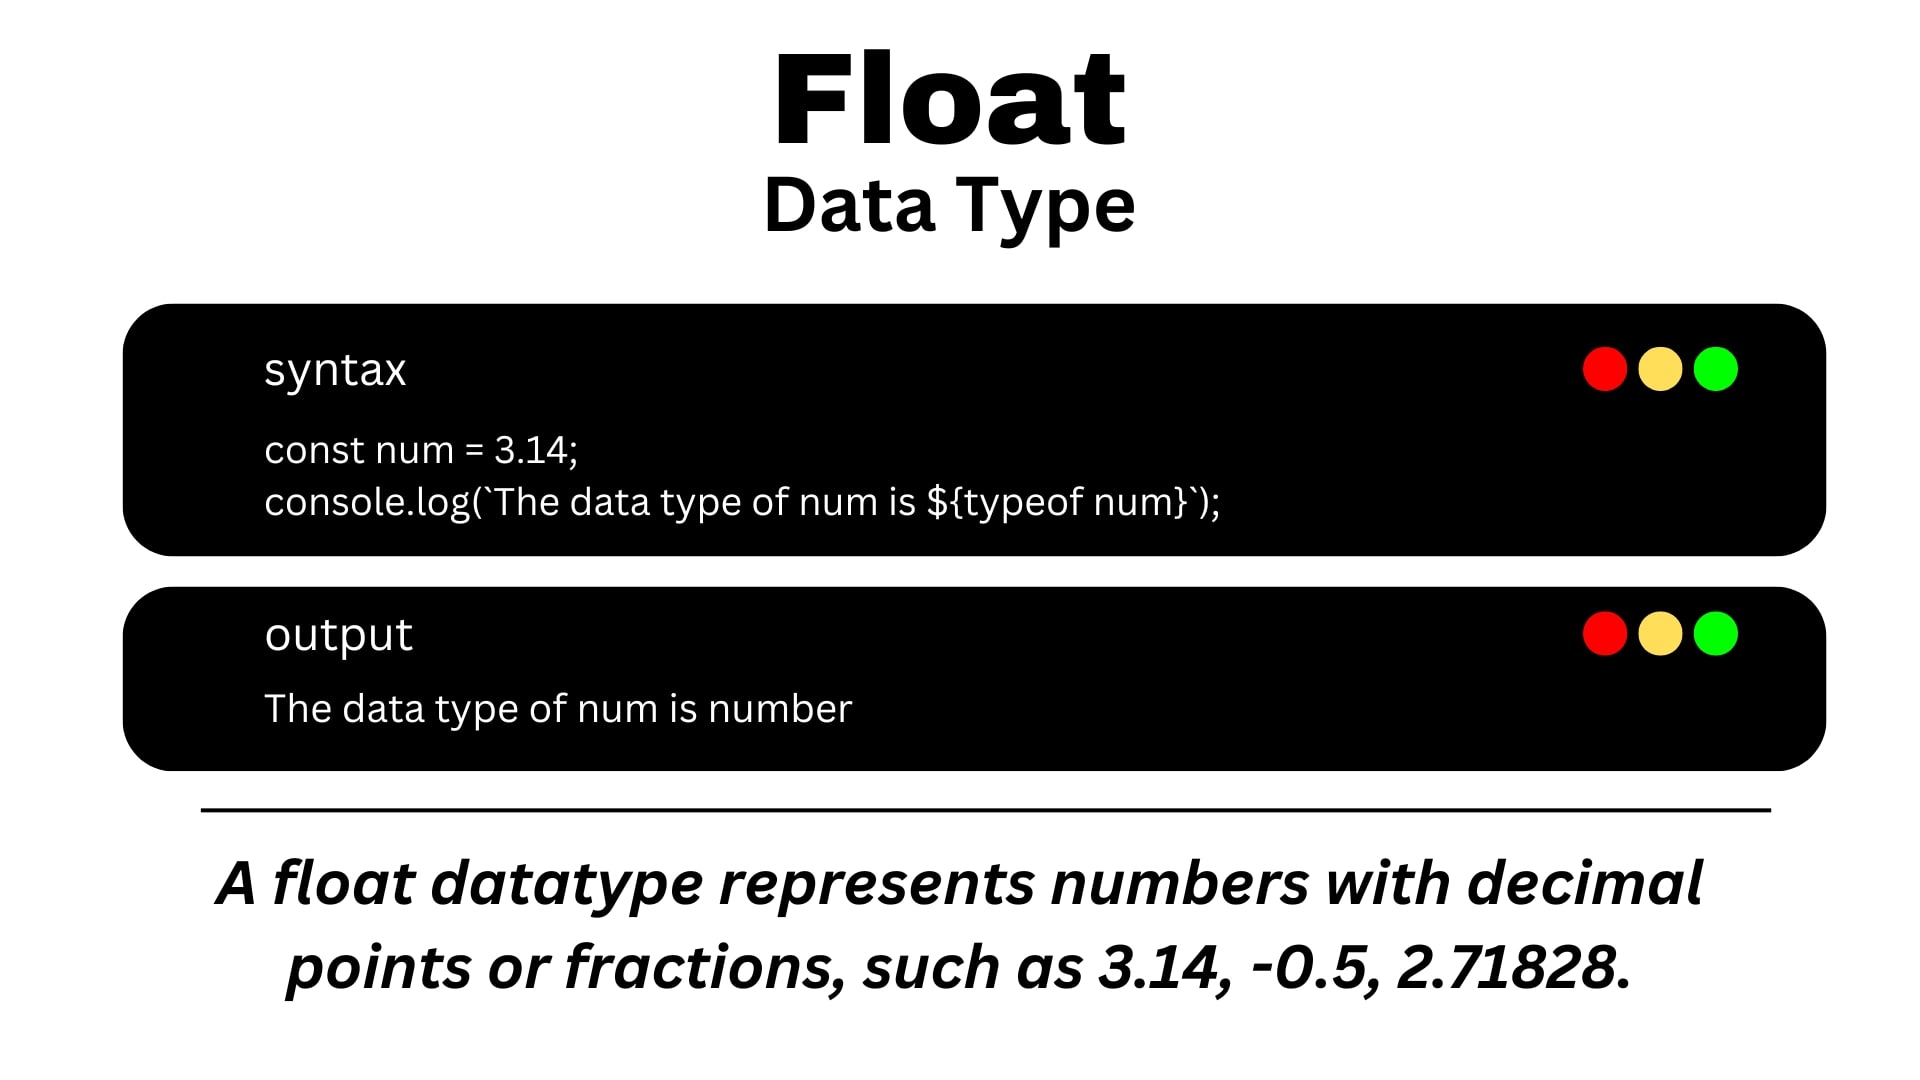 Float
Data Type
syntax
const num = 3.14;
console.log(`The data type of num is ${typeof num}`);
output
The data type of num is number
A float datatype represents numbers with decimal
points or fractions, such as 3.14, -0.5, 2.71828.